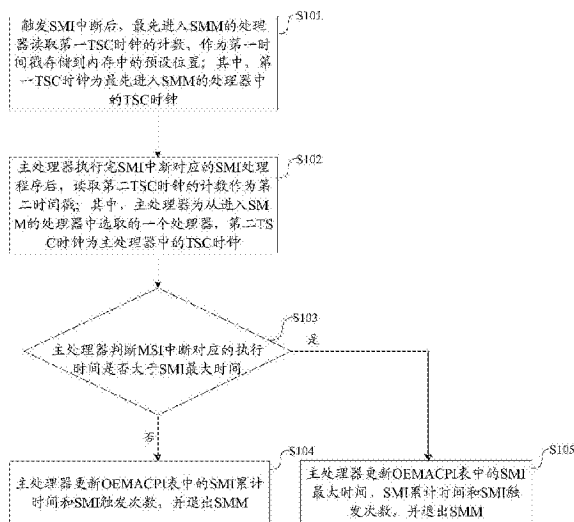 S101
触发SMI中断后，最先进入SMM的处理
器读取第一TSC时钟的计数，作为第一时
间戳存储到内存中的预设位置；其中，第
一TSC时钟为最先进入SMM的处理器中
的TSC时钟
S102
主处理器执行完SMI中断对应的SMI处理
程序后，读取第二TSC时钟的计数作为第
二时间戳；其中，主处理器为从进入SM
M的处理器中选取的一个处理器，第二TS
C时钟为主处理器中的TSC时钟
S103
主处理器判断MSI中断对应的执行
时间是否大于SMI最大时间
是
否
S104
主处理器更新OEMACPI表中的SMI累计
时间和SMI触发次数，并退出SMM
S105
主处理器更新OEMACPI表中的SMI
最大时间，SMI累计时间和SMI触
发次数，并退出SMM